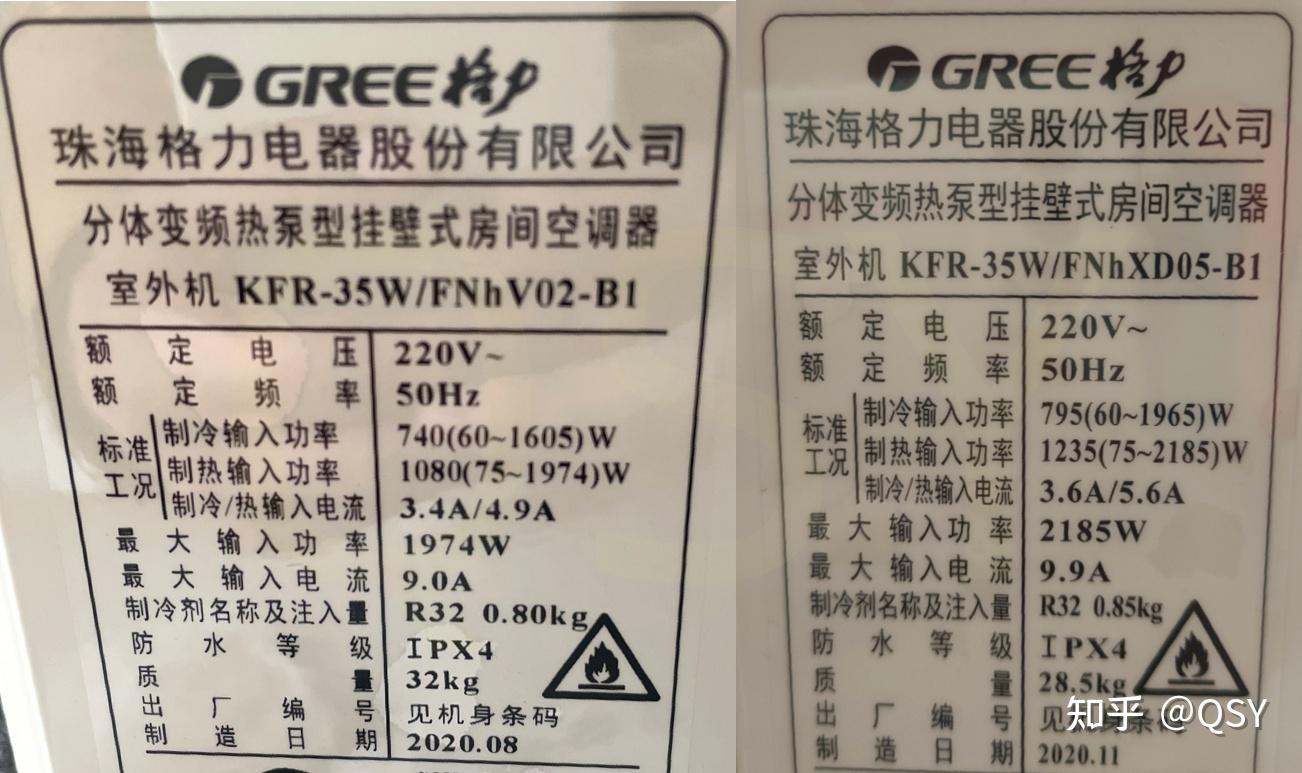 GREE格力
珠海格力电器股份有限公司
分体变频热泵型挂壁式房间空调器
室外机 KFR-35W/FNhV02-B1
额定电压 220V~
额定频率 50Hz
标准工况
制冷输入功率 740(60~1605)W
制热输入功率 1080(75~1974)W
制冷/热输入电流 3.4A/4.9A
最大输入功率 1974W
最大输入电流 9.0A
制冷剂名称及注入量 R32 0.80kg
防水等级 IPX4
质量 32kg
出厂编号 见机身条码
制造日期 2020.08
GREE格力
珠海格力电器股份有限公司
分体变频热泵型挂壁式房间空调器
室外机 KFR-35W/FNhXD05-B1
额定电压 220V~
额定频率 50Hz
标准工况
制冷输入功率 795(60~1965)W
制热输入功率 1235(75~2185)W
制冷/热输入电流 3.6A/5.6A
最大输入功率 2185W
最大输入电流 9.9A
制冷剂名称及注入量 R32 0.85kg
防水等级 IPX4
质量 28.5kg
出厂编号 见机身条码
制造日期 2020.11
知乎 @QSY